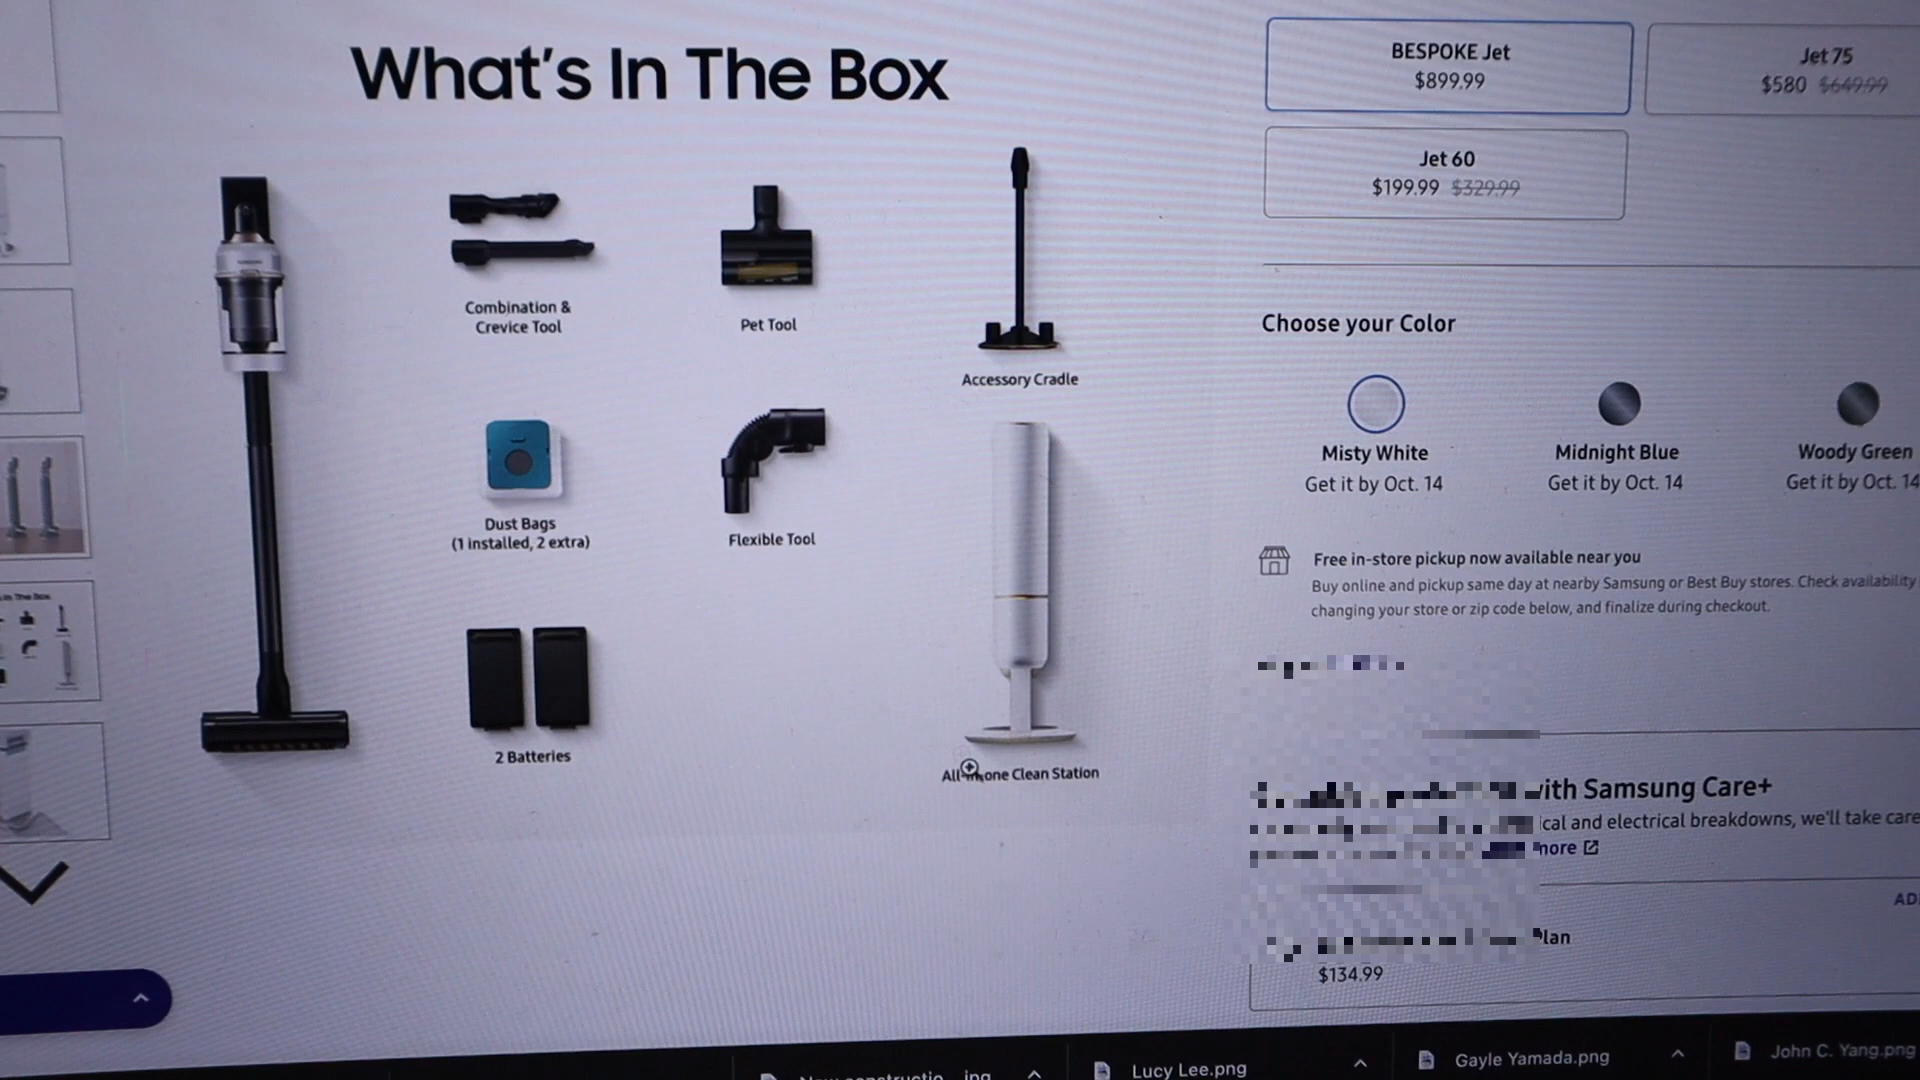 What's In The Box
Combination &
Crevice Tool
Pet Tool
Accessory Cradle
Dust Bags
(1 installed, 2 extra)
Flexible Tool
2 Batteries
one Clean Station
BESPOKE Jet
$899.99
Jet 75
$580 $649.99
Jet 60
$199.99 $329.99
Choose your Color
Misty White
Get it by Oct. 14
Midnight Blue
Get it by Oct. 14
Woody Green
Get it by Oct. 14
Free in-store pickup now available near you
Buy online and pickup same day at nearby Samsung or Best Buy stores. Check availability
changing your store or zip code below, and finalize during checkout.
Samsung Care+
and electrical breakdowns, we'll take care
$134.99
Lucy Lee.png
Gayle Yamada.png
John C. Yang.png